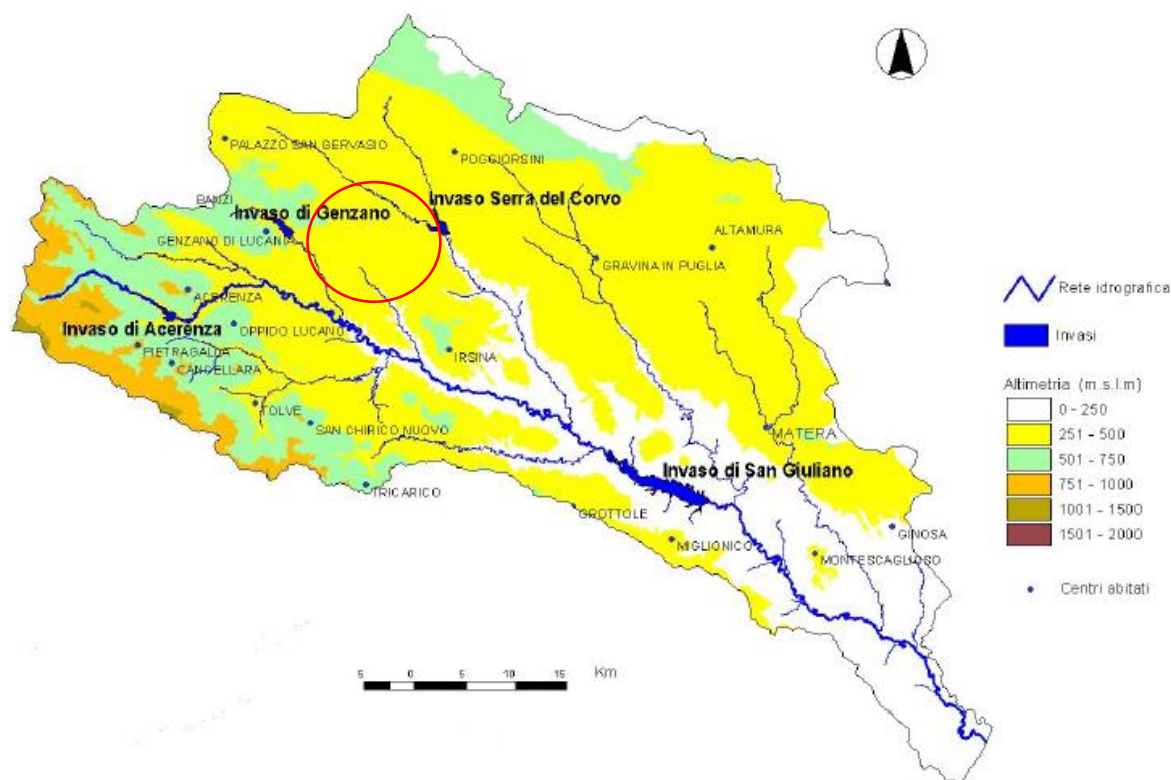 PALAZZO SAN GERVASIO
POGGIORSINI
BANZI
Invaso di Genzano
Invaso Serra del Corvo
GENZANO DI LUCANIA
ALTAMURA
GRAVINA IN PUGLIA
ACERENZA
Invaso di Acerenza
OPPIDO LUCANO
PIETRAGALLA
CANCELLARA
IRSINA
TOLVE
SAN CHIRICO NUOVO
MATERA
Invaso di San Giuliano
TRICARICO
GROTTOLE
MIGLIONICO
GINOSA
MONTESCAGLIOSO
Rete idrografica
Invasi
Altimetria (m.s.l.m)
0 - 250
251 - 500
501 - 750
751 - 1000
1001 - 1500
1501 - 2000
Centri abitati
5 0 5 10 15 Km